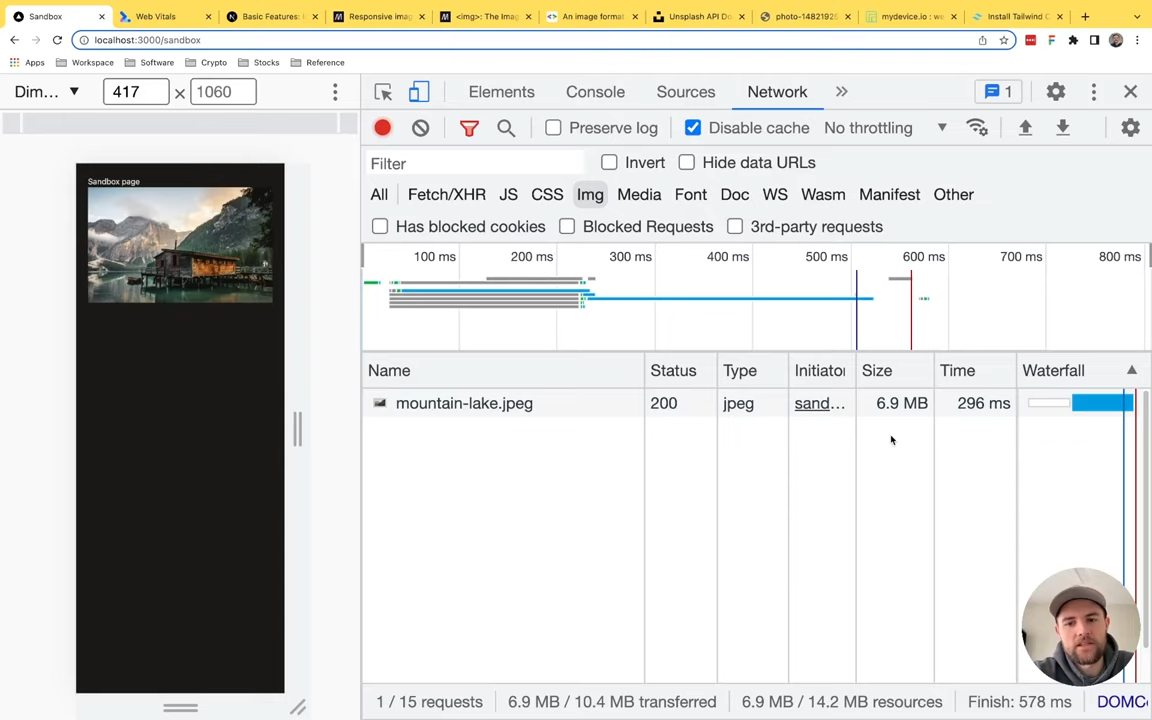 Sandbox
Web Vitals
Basic Features: I
Responsive imag
<img>: The Imag
An image format
Unsplash API Do
photo-14821925
mydevice.io : we
Install Tailwind C
localhost:3000/sandbox
Apps Workspace Software Crypto Stocks Reference
Dim... 417 × 1060
Elements Console Sources Network » 1
Preserve log Disable cache No throttling
Filter Invert Hide data URLs
All Fetch/XHR JS CSS Img Media Font Doc WS Wasm Manifest Other
Has blocked cookies Blocked Requests 3rd-party requests
100 ms 200 ms 300 ms 400 ms 500 ms 600 ms 700 ms 800 ms
Sandbox page
Name Status Type Initiator Size Time Waterfall
mountain-lake.jpeg 200 jpeg sand... 6.9 MB 296 ms
1 / 15 requests 6.9 MB / 10.4 MB transferred 6.9 MB / 14.2 MB resources Finish: 578 ms DOMC